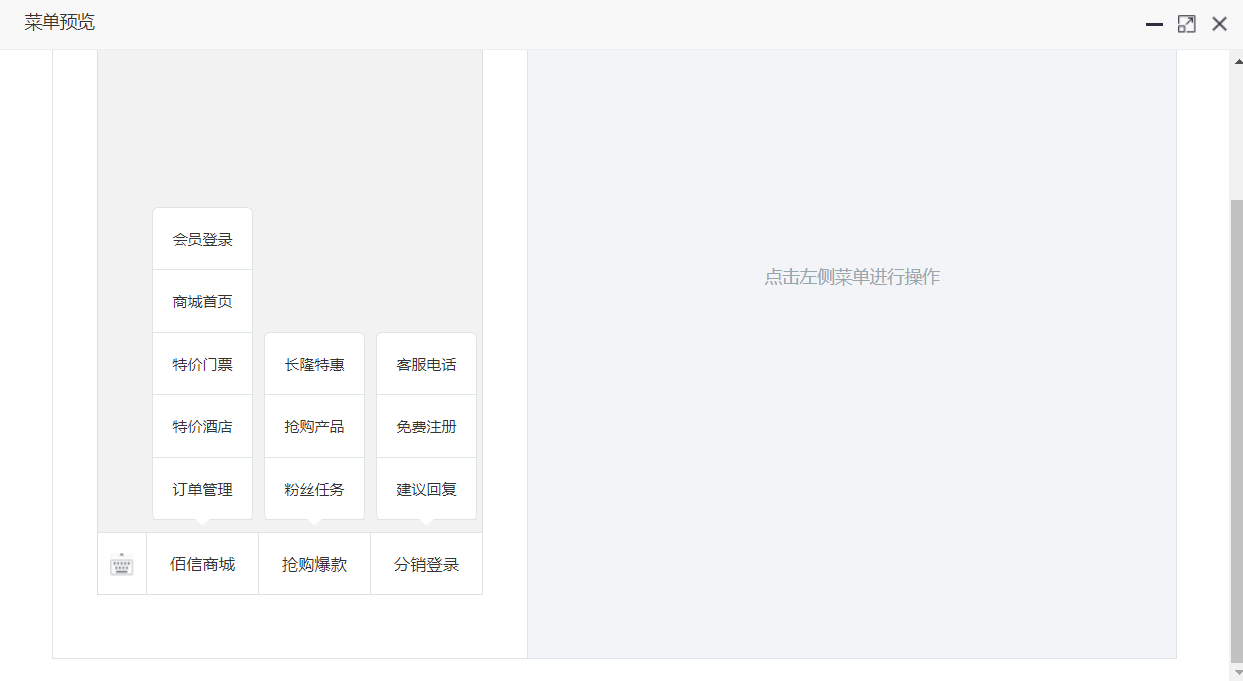 菜单预览
点击左侧菜单进行操作
会员登录
商城首页
特价门票
特价酒店
订单管理
长隆特惠
抢购产品
粉丝任务
客服电话
免费注册
建议回复
佰信商城
抢购爆款
分销登录